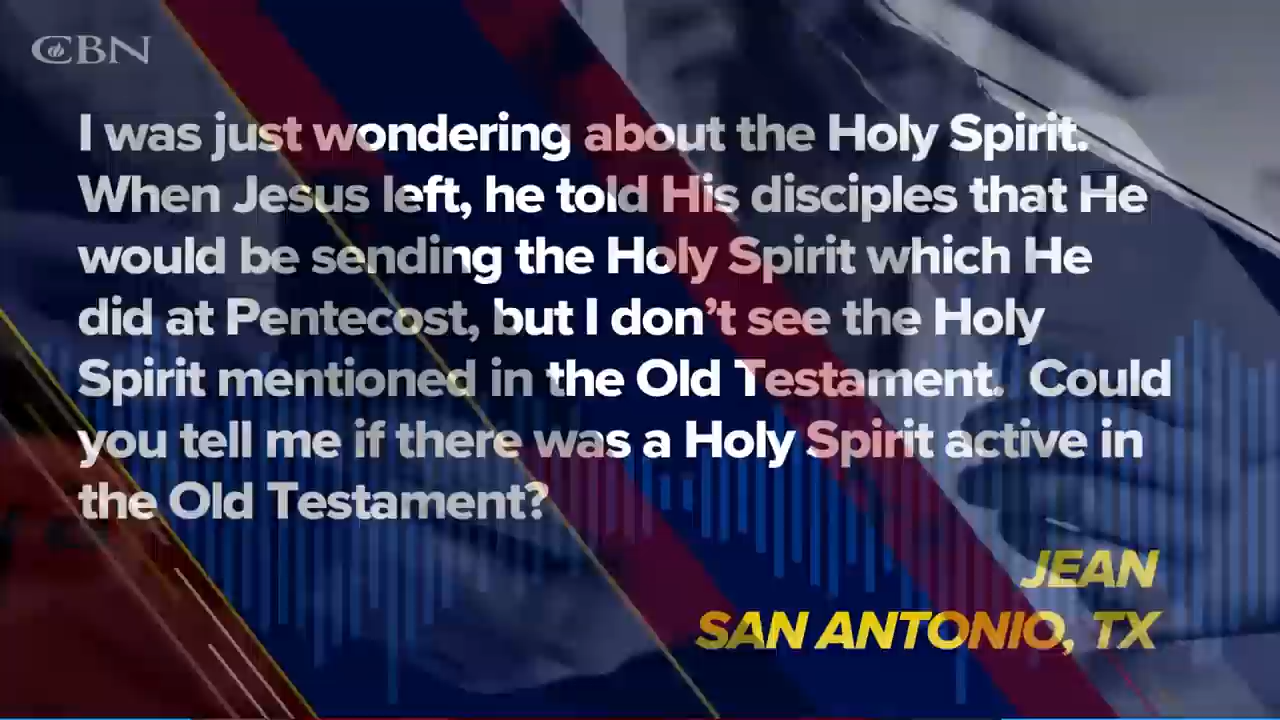 CBN
I was just wondering about the Holy Spirit.
When Jesus left, he told His disciples that He
would be sending the Holy Spirit which He
did at Pentecost, but I don’t see the Holy
Spirit mentioned in the Old Testament.  Could
you tell me if there was a Holy Spirit active in
the Old Testament?
JEAN
SAN ANTONIO, TX